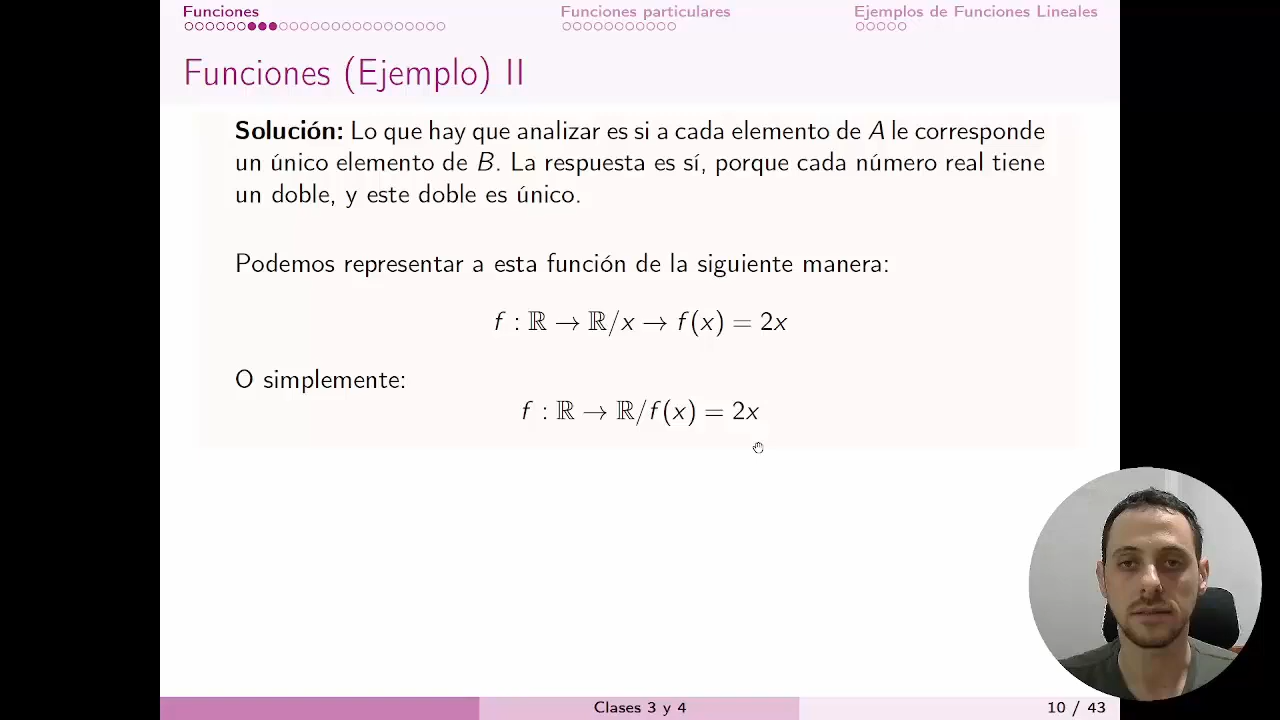 Funciones
Funciones particulares
Ejemplos de Funciones Lineales
Funciones (Ejemplo) II
Solución: Lo que hay que analizar es si a cada elemento de A le corresponde
un único elemento de B. La respuesta es sí, porque cada número real tiene
un doble, y este doble es único.
Podemos representar a esta función de la siguiente manera:
f : ℝ → ℝ/x → f(x) = 2x
O simplemente:
f : ℝ → ℝ/f(x) = 2x
Clases 3 y 4
10 / 43